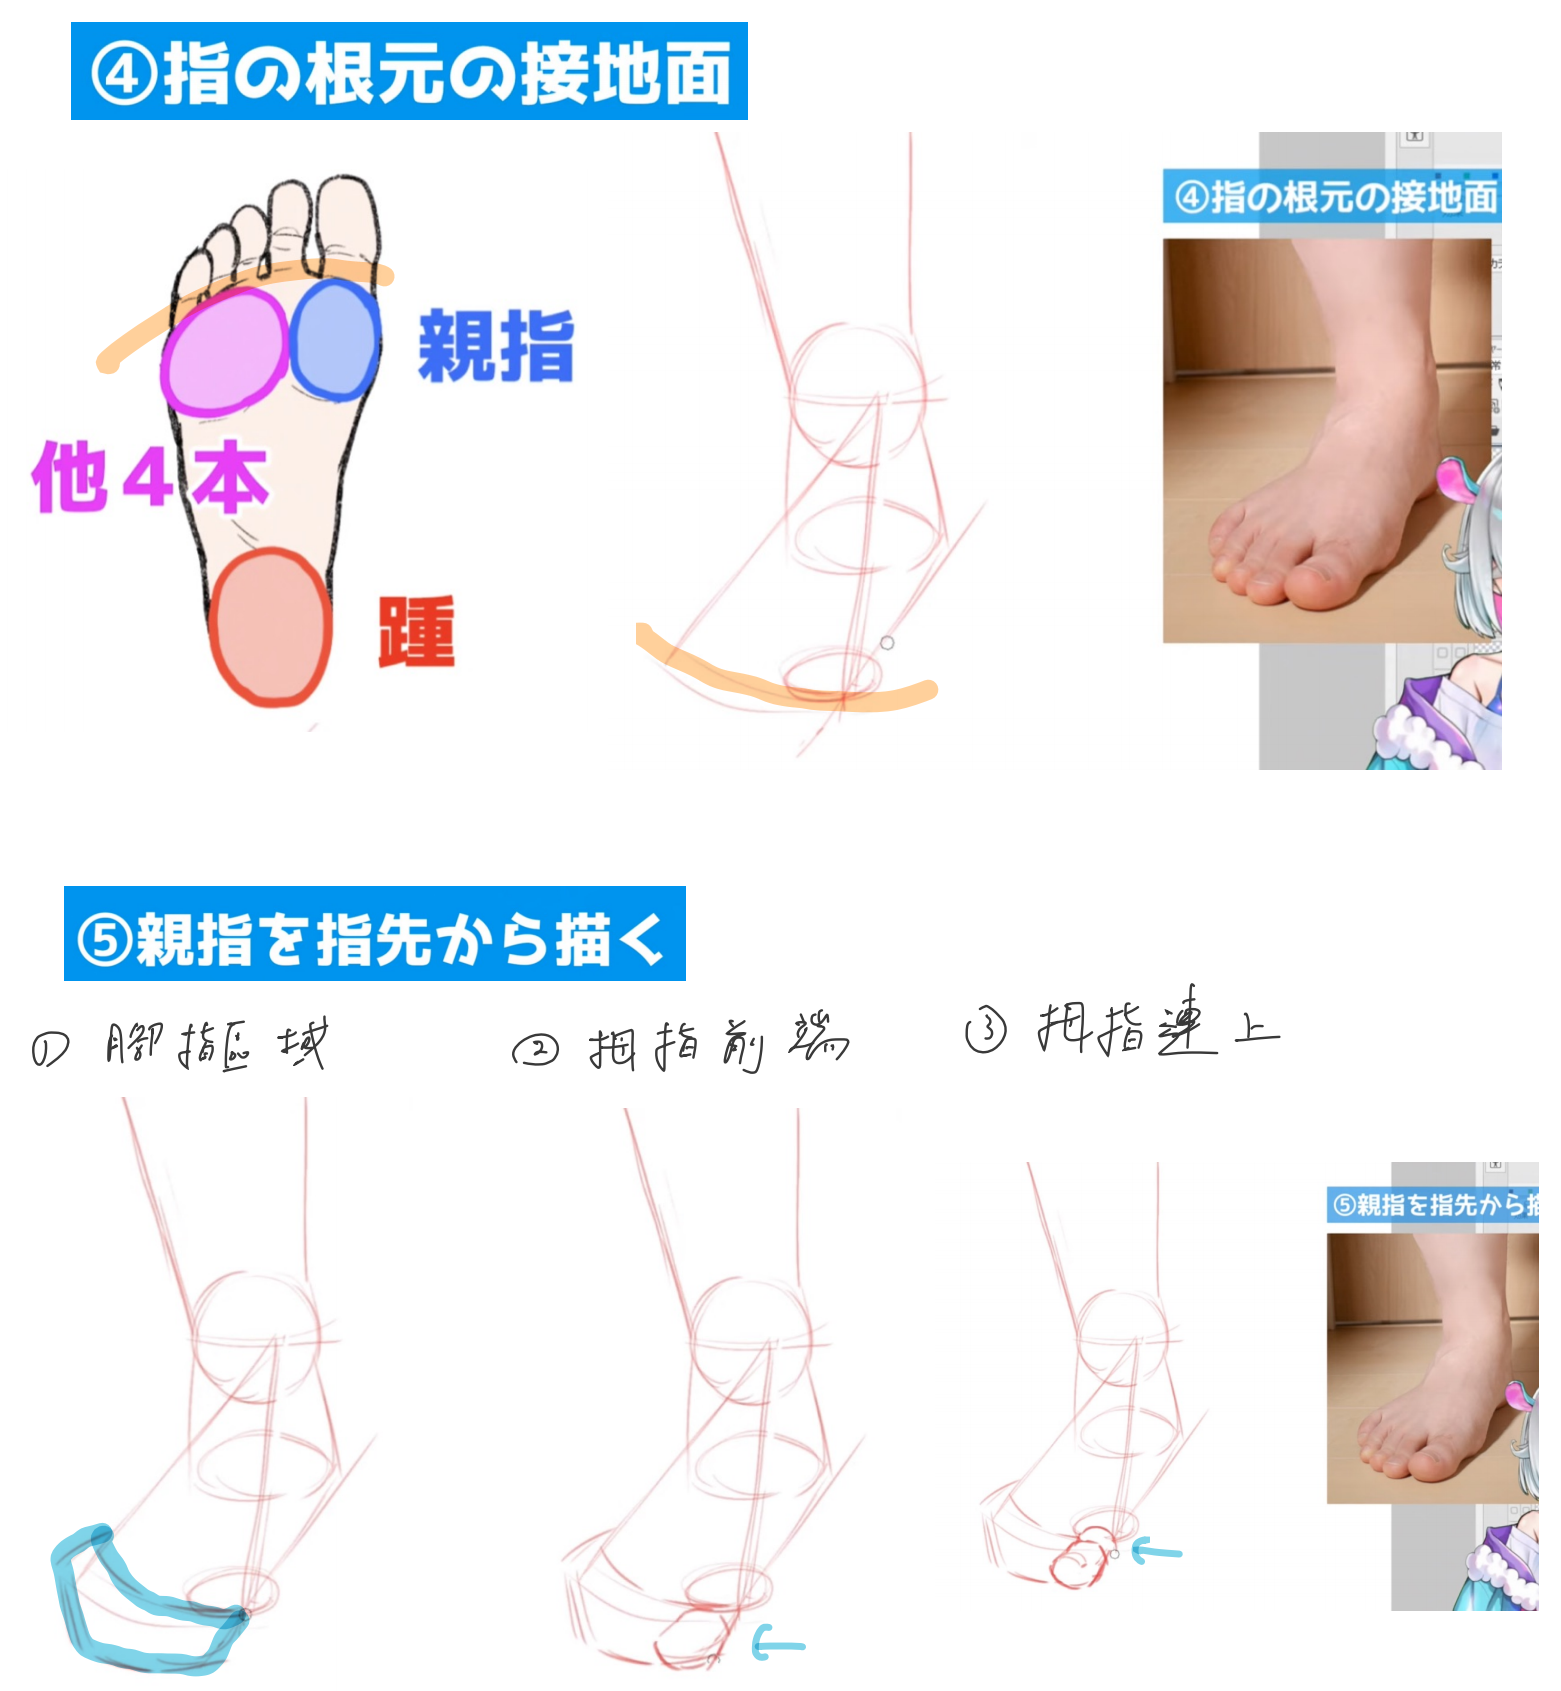 ④指の根元の接地面
④指の根元の接地面
親指
他4本
踵
⑤親指を指先から描く
① 腳指區域
② 拇指前端
③ 拇指連上
⑤親指を指先から描